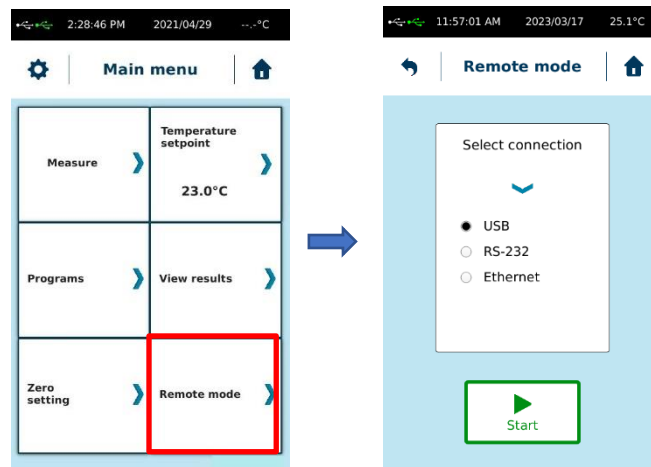 2:28:46 PM 2021/04/29 --.-°C
Main menu
Measure
Temperature
setpoint
23.0°C
Programs
View results
Zero
setting
Remote mode
11:57:01 AM 2023/03/17 25.1°C
Remote mode
Select connection
USB
RS-232
Ethernet
Start